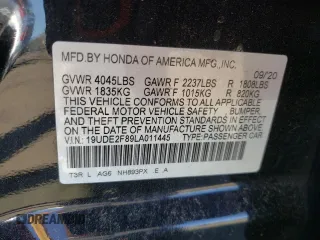 MFD.BY HONDA OF AMERICA MFG.,INC. 09/20
GVWR 4045LBS GAWR F 2237LBS R 1808LBS
GVWR 1835KG GAWR F 1015KG R 820KG
THIS VEHICLE CONFORMS TO ALL APPLICABLE
FEDERAL MOTOR VEHICLE SAFETY, BUMPER,
AND THEFT PREVENTION STANDARDS IN EFFECT
ON THE DATE OF MANUFACTURE SHOWN ABOVE.
V.I.N.: 19UDE2F89LA011445 TYPE: PASSENGER CAR
T3R L AG6 NH893PX E ,A
DREAMBID